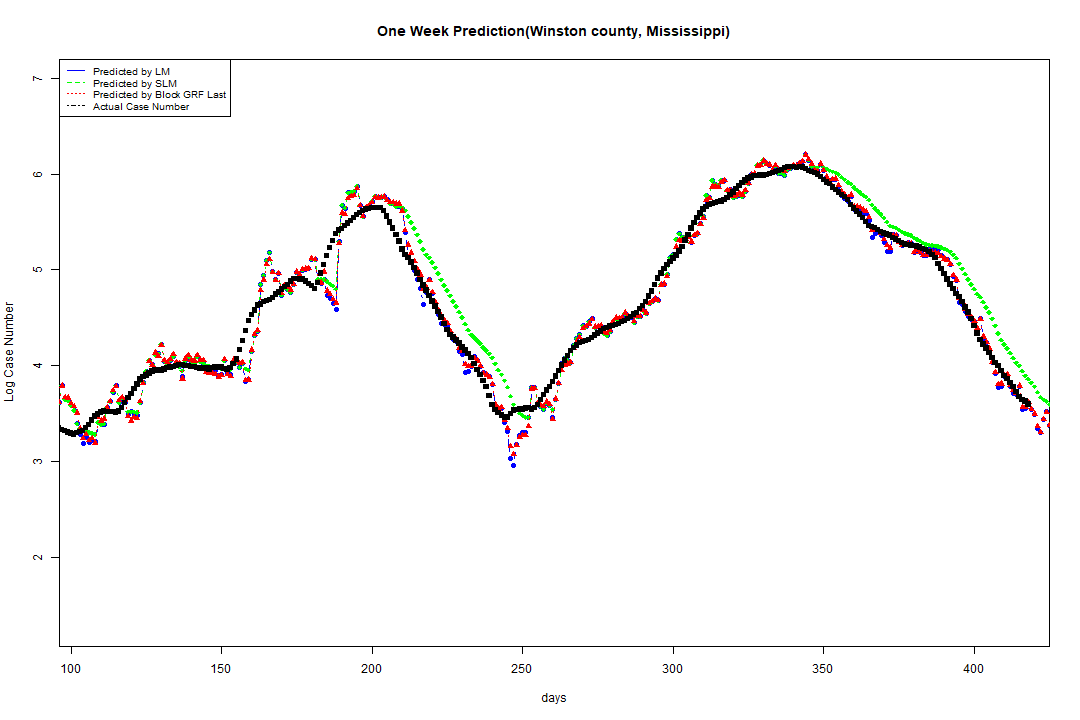 One Week Prediction(Winston county, Mississippi)
Predicted by LM
Predicted by SLM
Predicted by Block GRF Last
Actual Case Number
7
6
5
4
3
2
Log Case Number
100 150 200 250 300 350 400
days